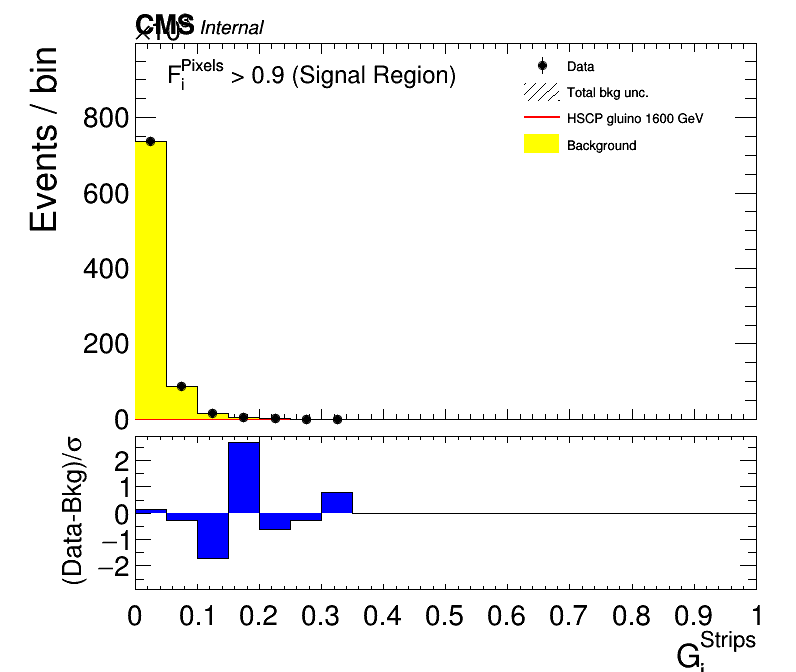 CMS Internal
F_i^Pixels > 0.9 (Signal Region)
Data
Total bkg unc.
HSCP gluino 1600 GeV
Background
Events / bin
800
600
400
200
0
(Data-Bkg)/σ
2
1
0
−1
−2
0 0.1 0.2 0.3 0.4 0.5 0.6 0.7 0.8 0.9 1
G_i^Strips